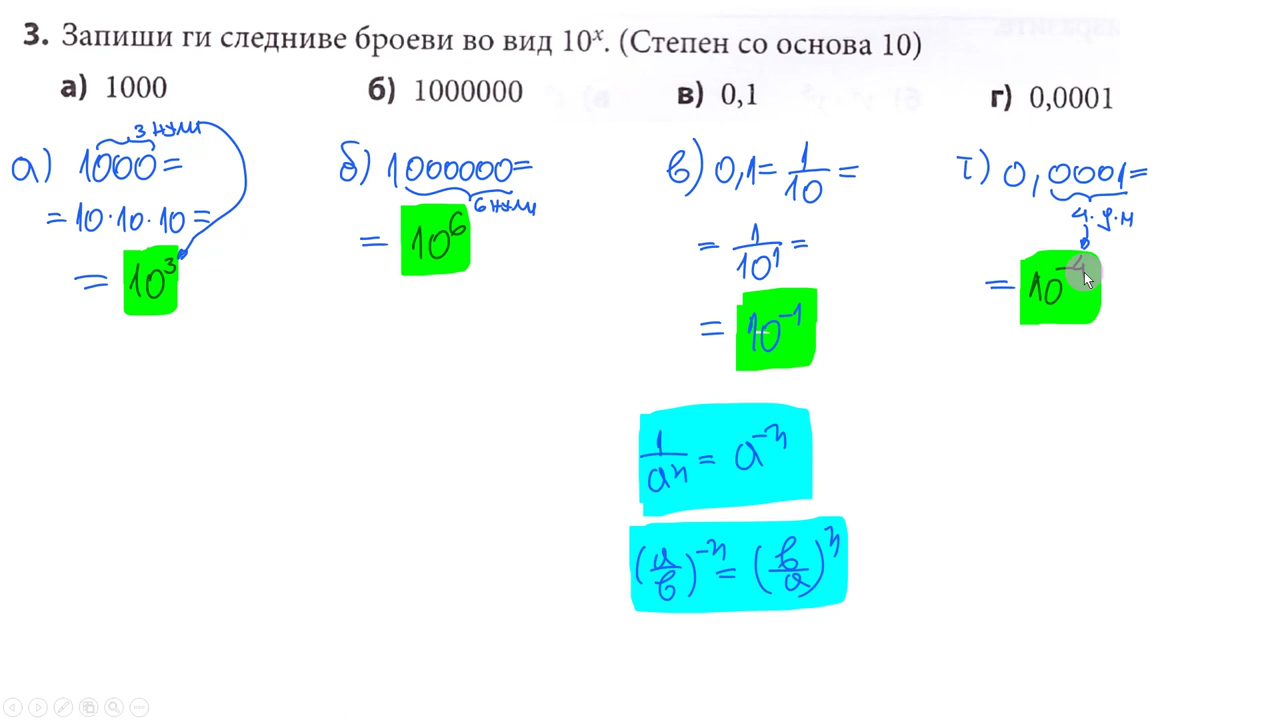 3. Запиши ги следниве броеви во вид 10ˣ. (Степен со основа 10)
а) 1000 б) 1000000 в) 0,1 г) 0,0001
3 нули
а) 1000 =
= 10 · 10 · 10 =
= 10³
б) 1000000 =
6 нули
= 10⁶
в) 0,1 = 1/10 =
= 1/10¹ =
= 10⁻¹
1/aⁿ = a⁻ⁿ
(a/b)⁻ⁿ = (b/a)ⁿ
г) 0,0001 =
4. g. м
= 10⁻⁴